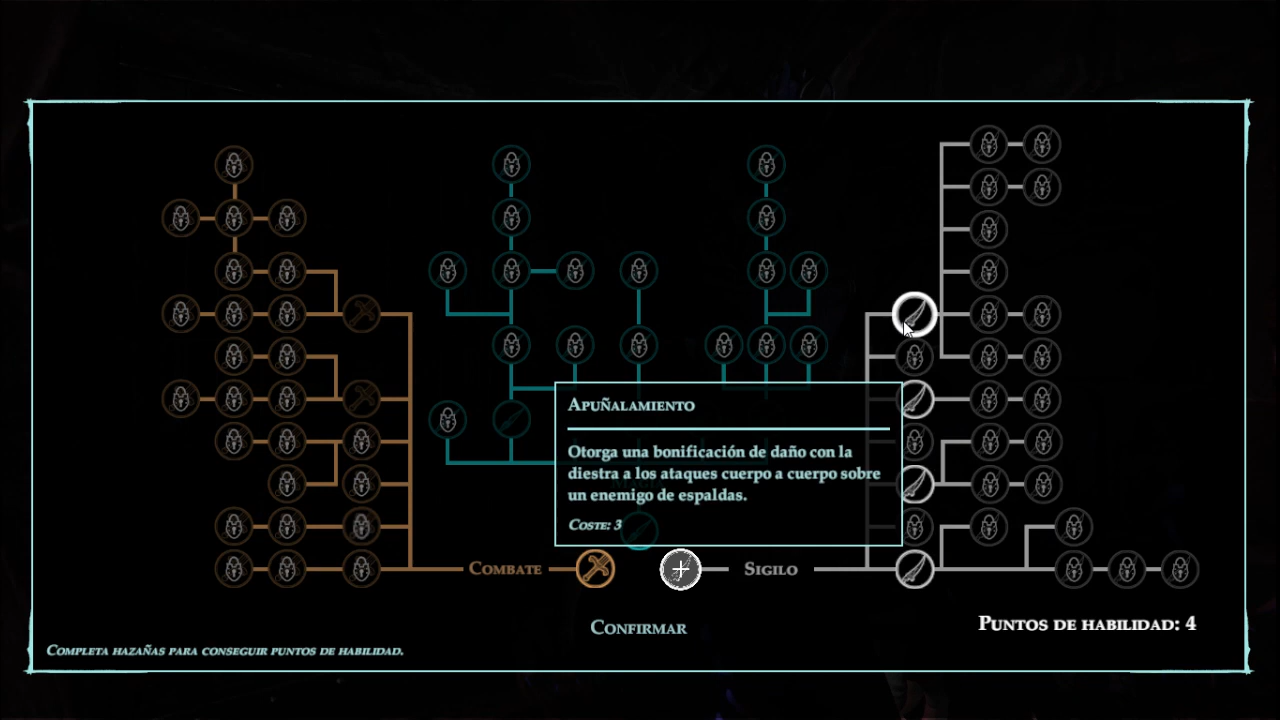 Apuñalamiento
Otorga una bonificación de daño con la
diestra a los ataques cuerpo a cuerpo sobre
un enemigo de espaldas.
Coste: 3
Combate
Sigilo
Confirmar
Puntos de habilidad: 4
Completa hazañas para conseguir puntos de habilidad.